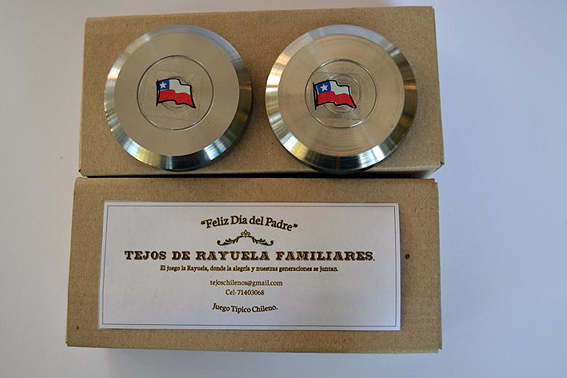 "Feliz Día del Padre"
TEJOS DE RAYUELA FAMILIARES.
El juego la Rayuela, donde la alegría y nuestras generaciones se juntan.
tejoschilenos@gmail.com
Cel- 71403068
Juego Típico Chileno.